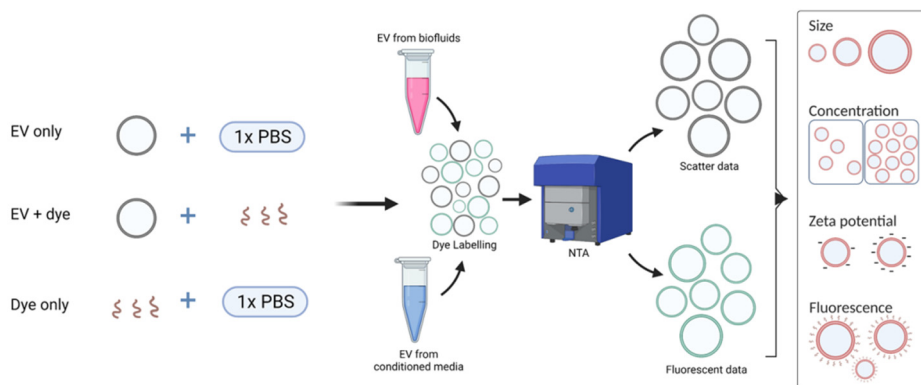 EV only
1x PBS
EV + dye
Dye only
1x PBS
EV from biofluids
Dye Labelling
EV from
conditioned media
NTA
Scatter data
Fluorescent data
Size
Concentration
Zeta potential
Fluorescence